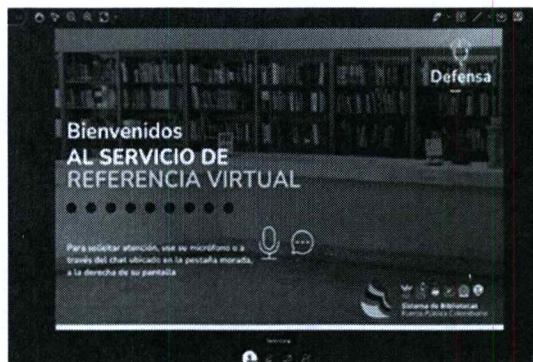 Defensa
Bienvenidos
AL SERVICIO DE
REFERENCIA VIRTUAL
Para solicitar atención, use su micrófono o a
través del chat ubicado en la pestaña morada,
a la derecha de su pantalla
Sistema de Bibliotecas
Fuerza Pública Colombiana